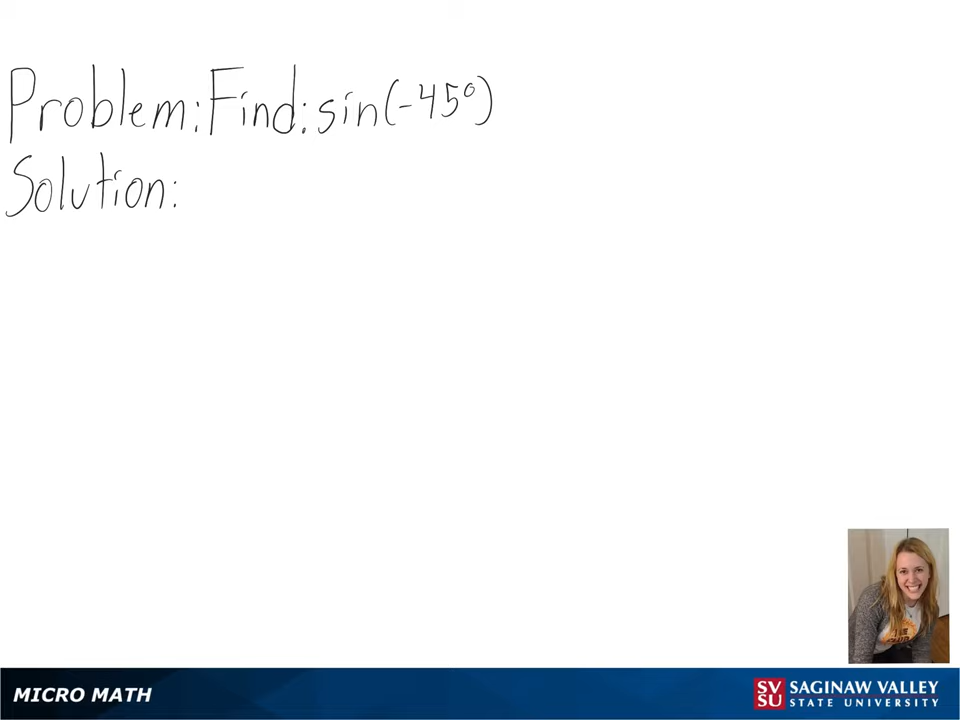 Problem: Find: sin(-45°)
Solution:
MICRO MATH
SV SU SAGINAW VALLEY STATE UNIVERSITY